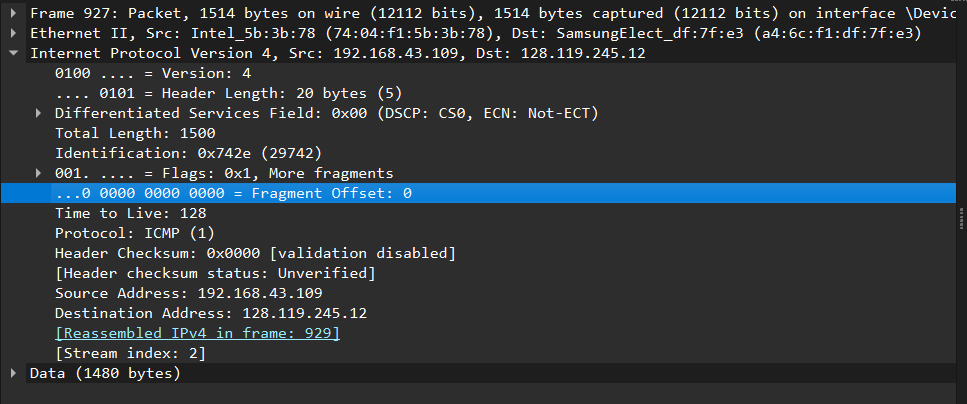 Frame 927: Packet, 1514 bytes on wire (12112 bits), 1514 bytes captured (12112 bits) on interface \Devic
Ethernet II, Src: Intel_5b:3b:78 (74:04:f1:5b:3b:78), Dst: SamsungElect_df:7f:e3 (a4:6c:f1:df:7f:e3)
Internet Protocol Version 4, Src: 192.168.43.109, Dst: 128.119.245.12
0100 .... = Version: 4
.... 0101 = Header Length: 20 bytes (5)
Differentiated Services Field: 0x00 (DSCP: CS0, ECN: Not-ECT)
Total Length: 1500
Identification: 0x742e (29742)
001. .... = Flags: 0x1, More fragments
...0 0000 0000 0000 = Fragment Offset: 0
Time to Live: 128
Protocol: ICMP (1)
Header Checksum: 0x0000 [validation disabled]
[Header checksum status: Unverified]
Source Address: 192.168.43.109
Destination Address: 128.119.245.12
[Reassembled IPv4 in frame: 929]
[Stream index: 2]
Data (1480 bytes)